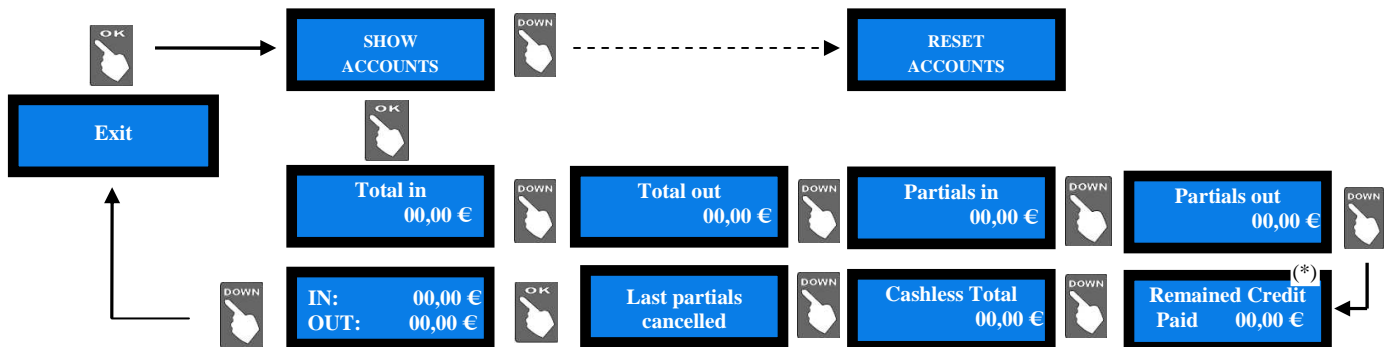 OK
SHOW
ACCOUNTS
DOWN
RESET
ACCOUNTS
Exit
OK
Total in
00,00 €
DOWN
Total out
00,00 €
DOWN
Partials in
00,00 €
DOWN
Partials out
00,00 €
DOWN
(*)
Remained Credit
Paid 00,00 €
DOWN
Cashless Total
00,00 €
DOWN
Last partials
cancelled
OK
IN: 00,00 €
OUT: 00,00 €
DOWN